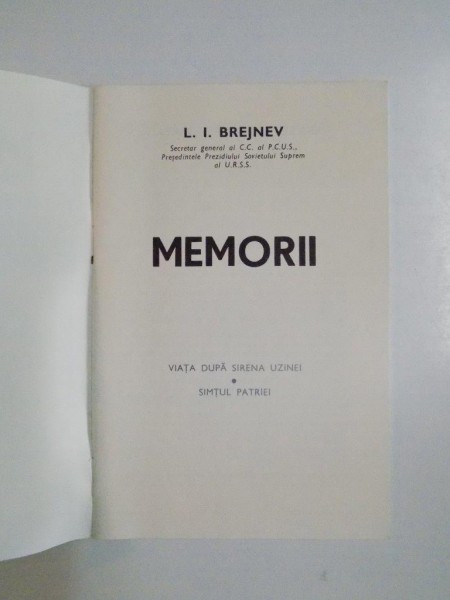 L. I. BREJNEV
Secretar general al C.C. al P.C.U.S.,
Președintele Prezidiului Sovietului Suprem
al U.R.S.S.
MEMORII
VIAȚA DUPĂ SIRENA UZINEI
•
SIMȚUL PATRIEI